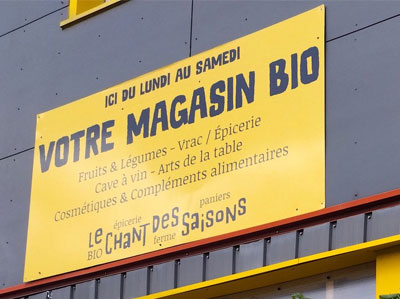 ICI DU LUNDI AU SAMEDI
VOTRE MAGASIN BIO
Fruits & Légumes - Vrac / Épicerie
Cave à vin - Arts de la table
Cosmétiques & Compléments alimentaires
épicerie paniers
Le CHANT DES SAISONS
BIO ferme